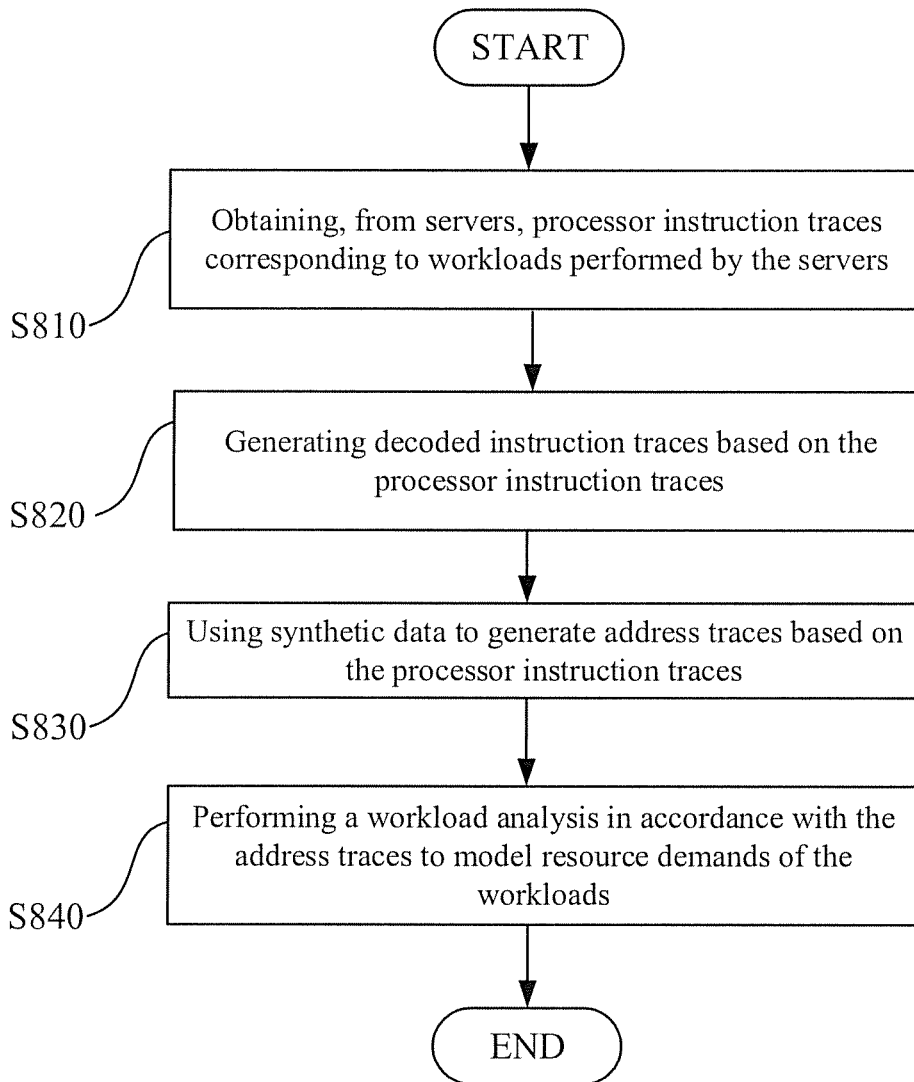 START
Obtaining, from servers, processor instruction traces
corresponding to workloads performed by the servers
S810
Generating decoded instruction traces based on the
processor instruction traces
S820
Using synthetic data to generate address traces based on
the processor instruction traces
S830
Performing a workload analysis in accordance with the
address traces to model resource demands of the
workloads
S840
END